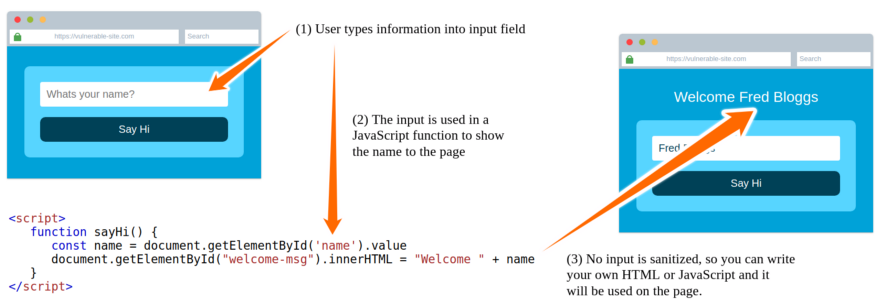 (1) User types information into input field
https://vulnerable-site.com
Search
Whats your name?
Say Hi
(2) The input is used in a
JavaScript function to show
the name to the page
<script>
function sayHi() {
const name = document.getElementById('name').value
document.getElementById("welcome-msg").innerHTML = "Welcome " + name
}
</script>
https://vulnerable-site.com
Search
Welcome Fred Bloggs
Fred
Say Hi
(3) No input is sanitized, so you can write
your own HTML or JavaScript and it
will be used on the page.